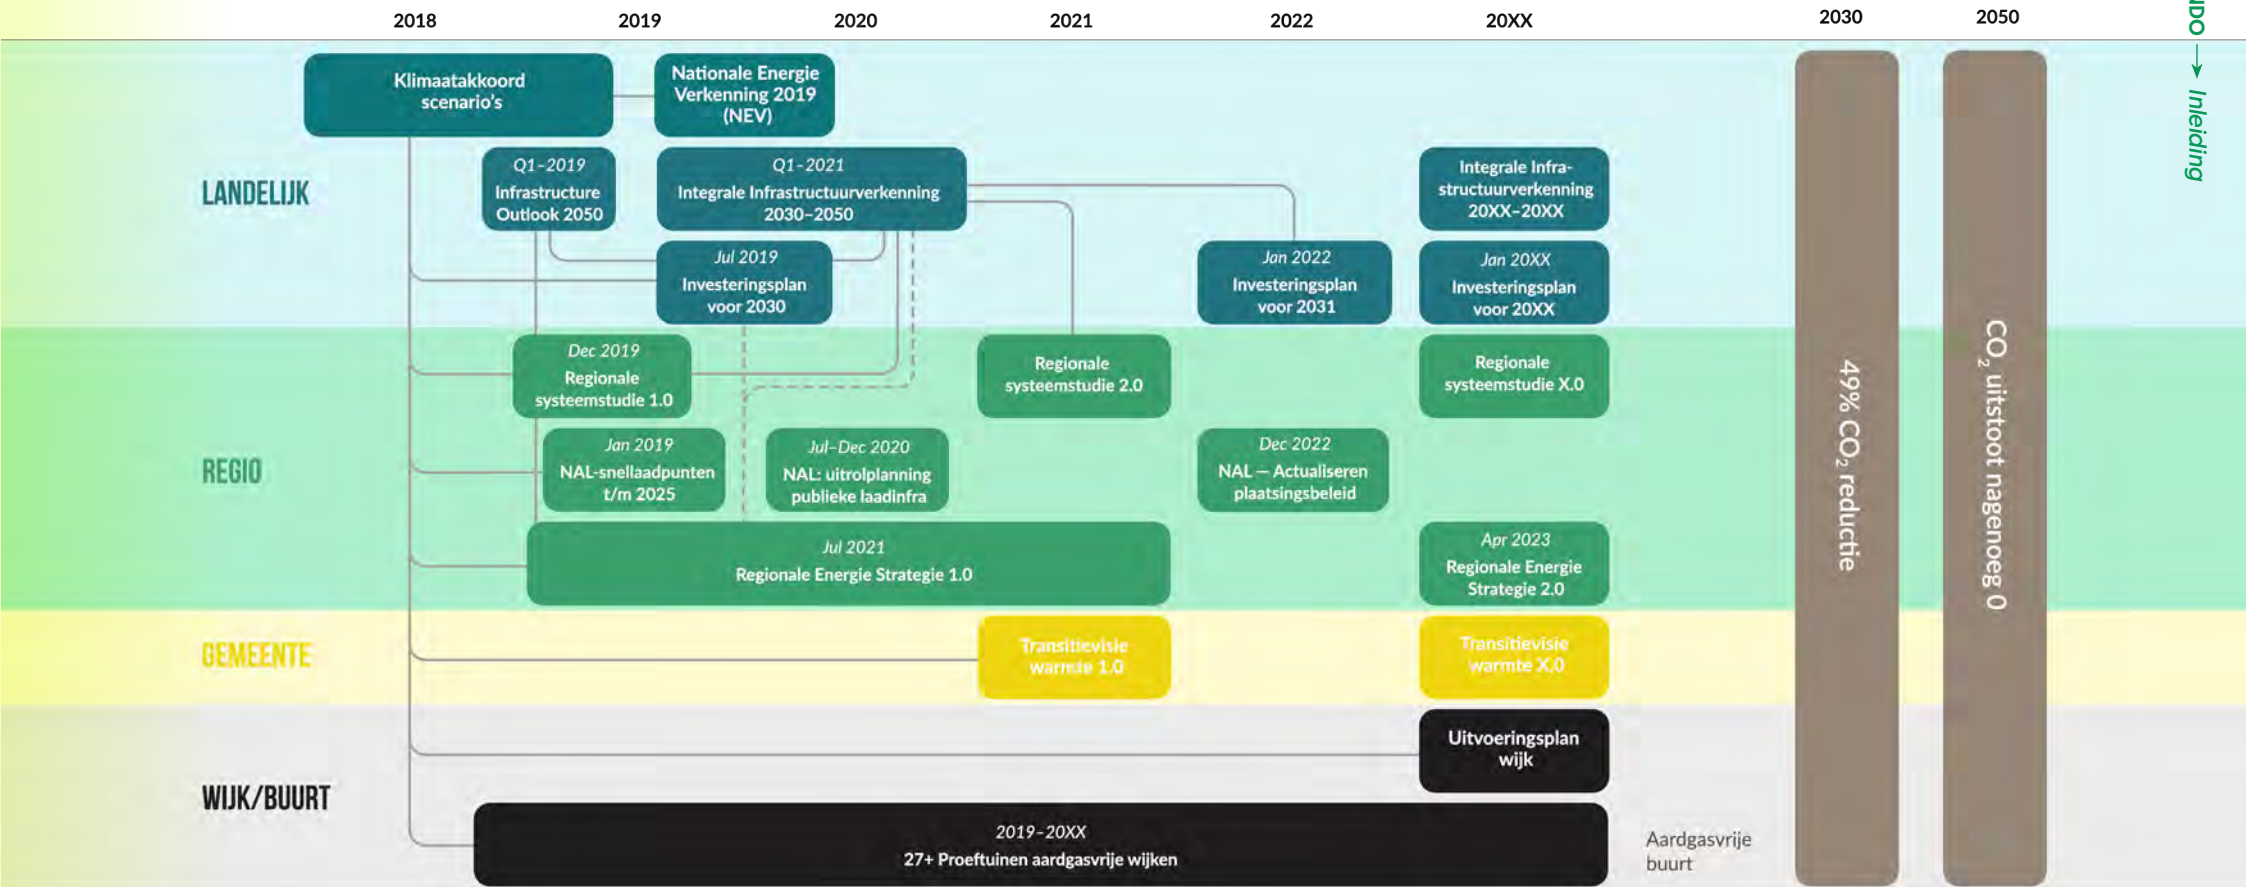 2018
2019
2020
2021
2022
20XX
2030
2050
Inleiding
LANDELIJK
Klimaatakkoord
scenario's
Nationale Energie
Verkenning 2019
(NEV)
Q1–2019
Infrastructure
Outlook 2050
Q1–2021
Integrale Infrastructuurverkenning
2030–2050
Integrale Infra-
structuurverkenning
20XX–20XX
Jul 2019
Investeringsplan
voor 2030
Jan 2022
Investeringsplan
voor 2031
Jan 20XX
Investeringsplan
voor 20XX
REGIO
Dec 2019
Regionale
systeemstudie 1.0
Regionale
systeemstudie 2.0
Regionale
systeemstudie X.0
Jan 2019
NAL-snellaadpunten
t/m 2025
Jul–Dec 2020
NAL: uitrolplanning
publieke laadinfra
Dec 2022
NAL — Actualiseren
plaatsingsbeleid
Jul 2021
Regionale Energie Strategie 1.0
Apr 2023
Regionale Energie
Strategie 2.0
GEMEENTE
Transitievisie
warmte 1.0
Transitievisie
warmte X.0
WIJK/BUURT
Uitvoeringsplan
wijk
2019–20XX
27+ Proeftuinen aardgasvrije wijken
Aardgasvrije
buurt
49% CO₂ reductie
CO₂ uitstoot nagenoeg 0